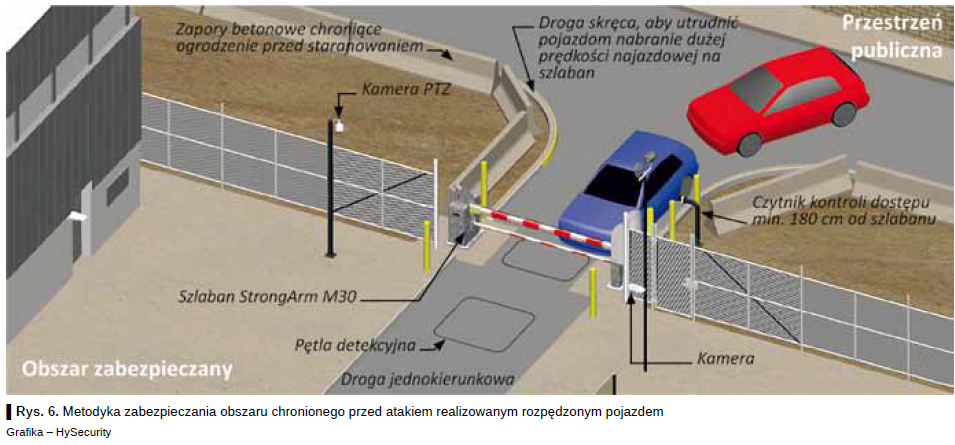 Zapory betonowe chroniące
ogrodzenie przed staranowaniem
Droga skręca, aby utrudnić
pojazdom nabranie dużej
prędkości najazdowej na
szlaban
Przestrzeń
publiczna
Kamera PTZ
Czytnik kontroli dostępu
min. 180 cm od szlabanu
Szlaban StrongArm M30
Pętla detekcyjna
Kamera
Obszar zabezpieczany
Droga jednokierunkowa
Rys. 6. Metodyka zabezpieczania obszaru chronionego przed atakiem realizowanym rozpędzonym pojazdem
Grafika – HySecurity